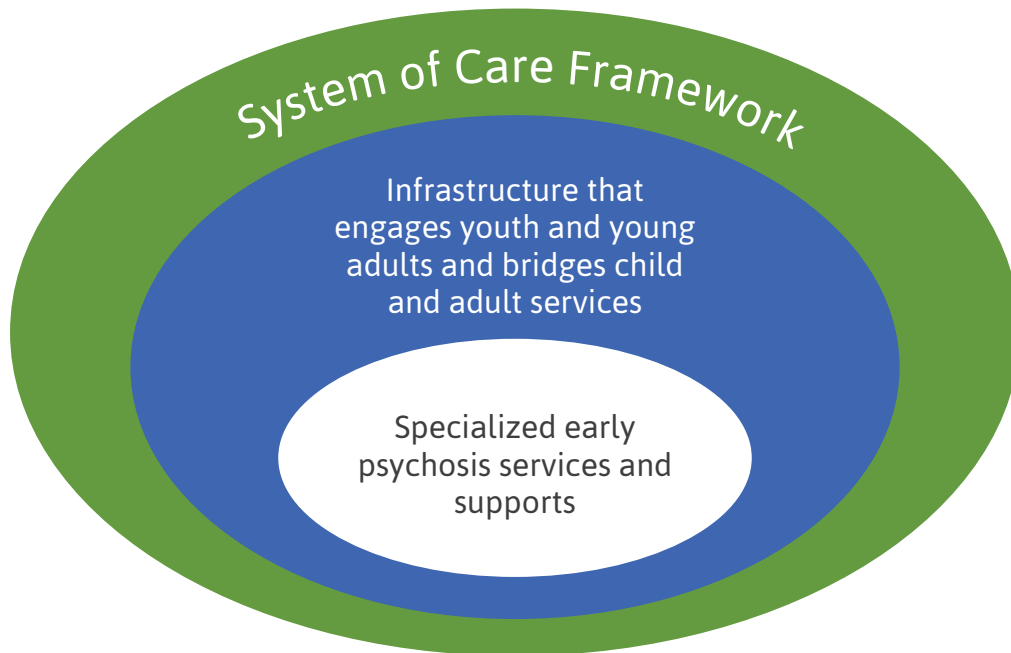 System of Care Framework
Infrastructure that
engages youth and young
adults and bridges child
and adult services
Specialized early
psychosis services and
supports